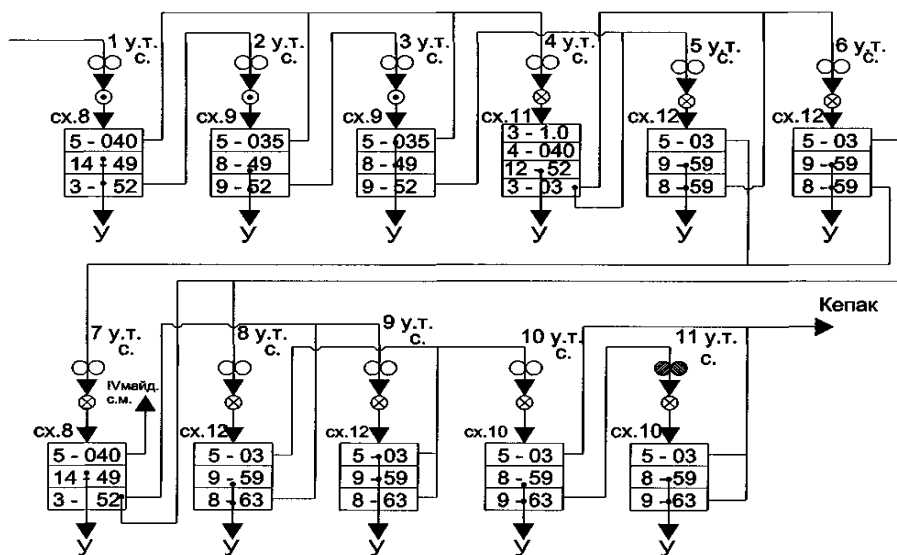 1 у.т.
с.
2 у.т.
с.
3 у.т.
с.
4 у.т.
с.
5 у.т.
с.
6 у.т.
с.
сх.8
5 - 040
14 - 49
3 - 52
У
сх.9
5 - 035
8 - 49
9 - 52
У
сх.9
5 - 035
8 - 49
9 - 52
У
сх.11
3 - 1.0
4 - 040
12 - 52
3 - 03
У
сх.12
5 - 03
9 - 59
8 - 59
У
сх.12
5 - 03
9 - 59
8 - 59
У
Кепак
7 у.т.
с.
8 у.т.
с.
9 у.т.
с.
10 у.т.
с.
11 у.т.
с.
IVмайд.
с.м.
сх.8
5 - 040
14 - 49
3 - 52
У
сх.12
5 - 03
9 - 59
8 - 63
У
сх.12
5 - 03
9 - 59
8 - 63
У
сх.10
5 - 03
8 - 59
9 - 63
У
сх.10
5 - 03
8 - 59
9 - 63
У